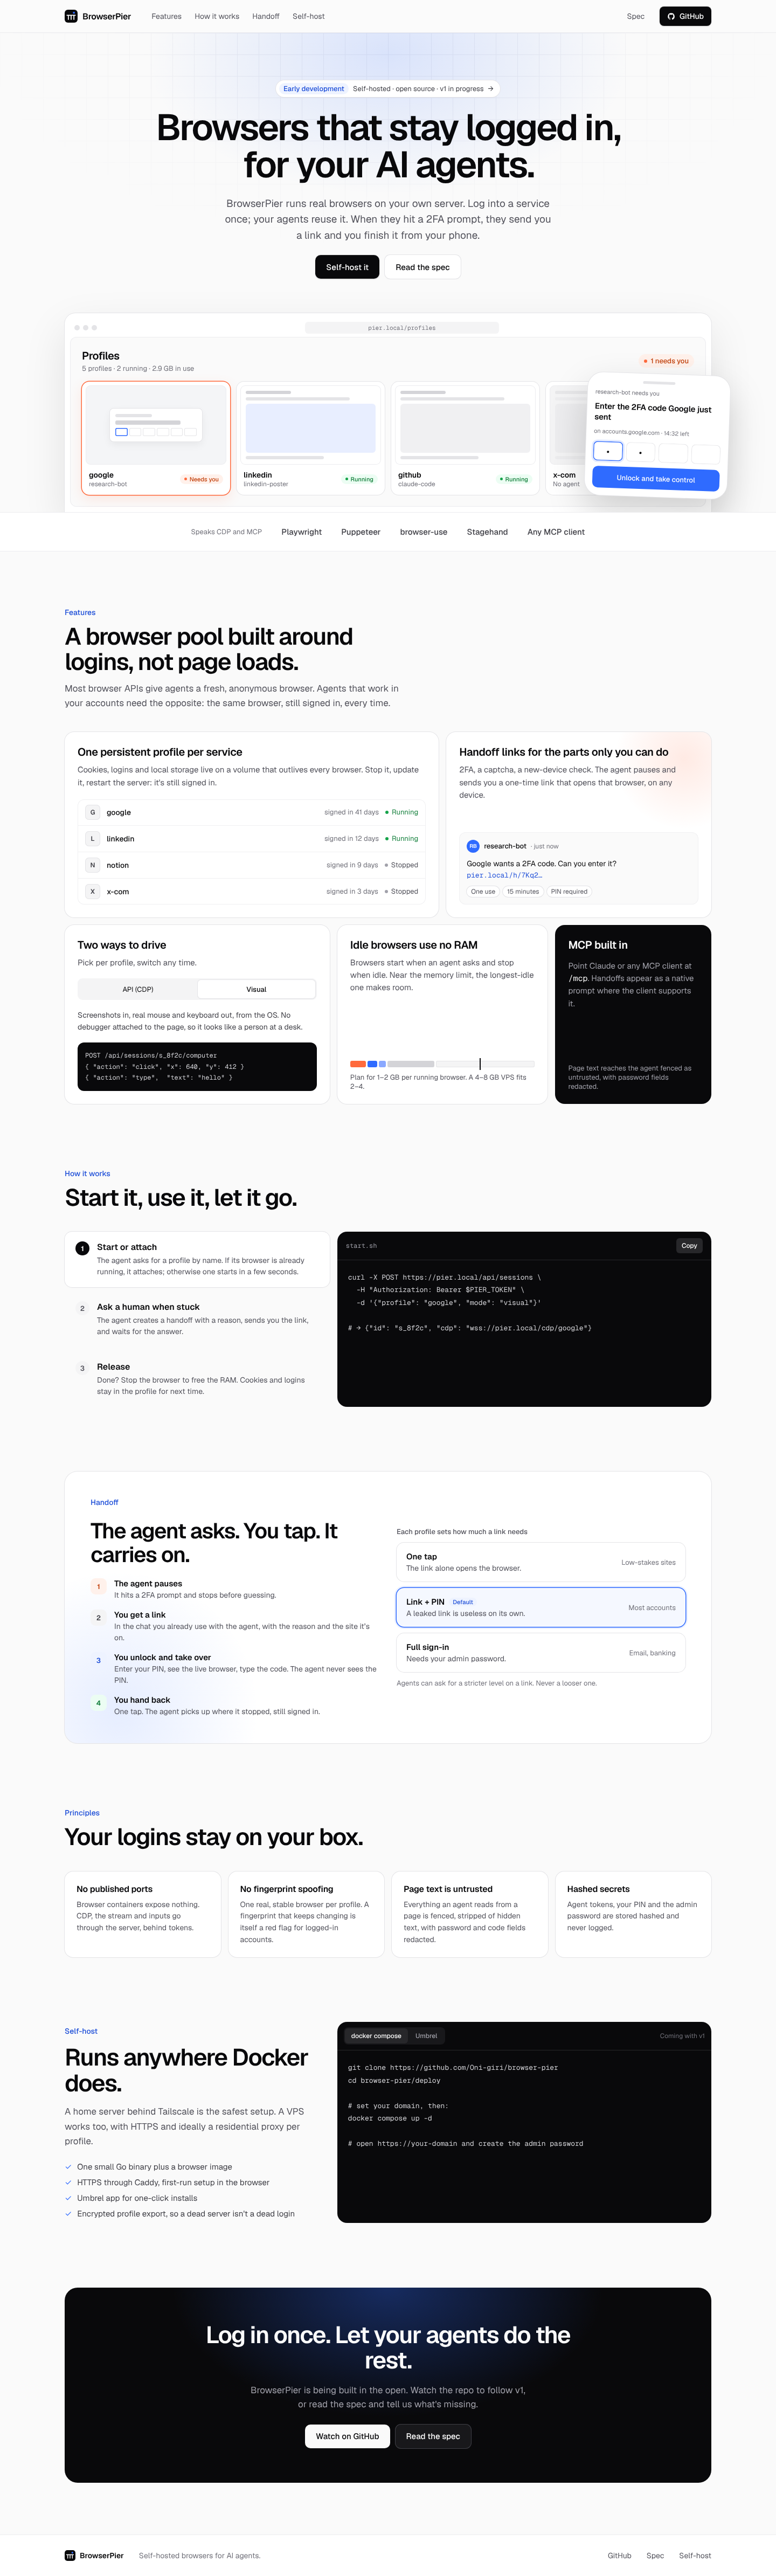 BrowserPier
Features
How it works
Handoff
Self-host
Spec
GitHub
Early development Self-hosted · open source · v1 in progress →
Browsers that stay logged in,
for your AI agents.
BrowserPier runs real browsers on your own server. Log into a service
once; your agents reuse it. When they hit a 2FA prompt, they send you
a link and you finish it from your phone.
Self-host it
Read the spec
pier.local/profiles
Profiles
5 profiles · 2 running · 2.9 GB in use
1 needs you
google
research-bot
Needs you
linkedin
linkedin-poster
Running
github
claude-code
Running
x-com
No agent
research-bot needs you
Enter the 2FA code Google just
sent
on accounts.google.com · 14:32 left
Unlock and take control
Speaks CDP and MCP
Playwright
Puppeteer
browser-use
Stagehand
Any MCP client
Features
A browser pool built around
logins, not page loads.
Most browser APIs give agents a fresh, anonymous browser. Agents that work in
your accounts need the opposite: the same browser, still signed in, every time.
One persistent profile per service
Cookies, logins and local storage live on a volume that outlives every browser. Stop it, update
it, restart the server: it's still signed in.
G google signed in 41 days Running
L linkedin signed in 12 days Running
N notion signed in 9 days Stopped
X x-com signed in 3 days Stopped
Handoff links for the parts only you can do
2FA, a captcha, a new-device check. The agent pauses and
sends you a one-time link that opens that browser, on any
device.
RB research-bot · just now
Google wants a 2FA code. Can you enter it?
pier.local/h/7Kq2…
One use
15 minutes
PIN required
Two ways to drive
Pick per profile, switch any time.
API (CDP)
Visual
Screenshots in, real mouse and keyboard out, from the OS. No
debugger attached to the page, so it looks like a person at a desk.
POST /api/sessions/s_8f2c/computer
{ "action": "click", "x": 640, "y": 412 }
{ "action": "type", "text": "hello" }
Idle browsers use no RAM
Browsers start when an agent asks and stop
when idle. Near the memory limit, the longest-idle
one makes room.
Plan for 1–2 GB per running browser. A 4–8 GB VPS fits
2–4.
MCP built in
Point Claude or any MCP client at
/mcp. Handoffs appear as a native
prompt where the client supports
it.
Page text reaches the agent fenced as
untrusted, with password fields
redacted.
How it works
Start it, use it, let it go.
1 Start or attach
The agent asks for a profile by name. If its browser is already
running, it attaches; otherwise one starts in a few seconds.
2 Ask a human when stuck
The agent creates a handoff with a reason, sends you the link,
and waits for the answer.
3 Release
Done? Stop the browser to free the RAM. Cookies and logins
stay in the profile for next time.
start.sh
Copy
curl -X POST https://pier.local/api/sessions \
-H "Authorization: Bearer $PIER_TOKEN" \
-d '{"profile": "google", "mode": "visual"}'
# → {"id": "s_8f2c", "cdp": "wss://pier.local/cdp/google"}
Handoff
The agent asks. You tap. It
carries on.
1 The agent pauses
It hits a 2FA prompt and stops before guessing.
2 You get a link
In the chat you already use with the agent, with the reason and the site it's
on.
3 You unlock and take over
Enter your PIN, see the live browser, type the code. The agent never sees the
PIN.
4 You hand back
One tap. The agent picks up where it stopped, still signed in.
Each profile sets how much a link needs
One tap
The link alone opens the browser.
Low-stakes sites
Link + PIN Default
A leaked link is useless on its own.
Most accounts
Full sign-in
Needs your admin password.
Email, banking
Agents can ask for a stricter level on a link. Never a looser one.
Principles
Your logins stay on your box.
No published ports
Browser containers expose nothing.
CDP, the stream and inputs go
through the server, behind tokens.
No fingerprint spoofing
One real, stable browser per profile. A
fingerprint that keeps changing is
itself a red flag for logged-in
accounts.
Page text is untrusted
Everything an agent reads from a
page is fenced, stripped of hidden
text, with password and code fields
redacted.
Hashed secrets
Agent tokens, your PIN and the admin
password are stored hashed and
never logged.
Self-host
Runs anywhere Docker
does.
A home server behind Tailscale is the safest setup. A VPS
works too, with HTTPS and ideally a residential proxy per
profile.
✓ One small Go binary plus a browser image
✓ HTTPS through Caddy, first-run setup in the browser
✓ Umbrel app for one-click installs
✓ Encrypted profile export, so a dead server isn't a dead login
docker compose
Umbrel
Coming with v1
git clone https://github.com/Oni-giri/browser-pier
cd browser-pier/deploy
# set your domain, then:
docker compose up -d
# open https://your-domain and create the admin password
Log in once. Let your agents do the
rest.
BrowserPier is being built in the open. Watch the repo to follow v1,
or read the spec and tell us what's missing.
Watch on GitHub
Read the spec
BrowserPier
Self-hosted browsers for AI agents.
GitHub
Spec
Self-host